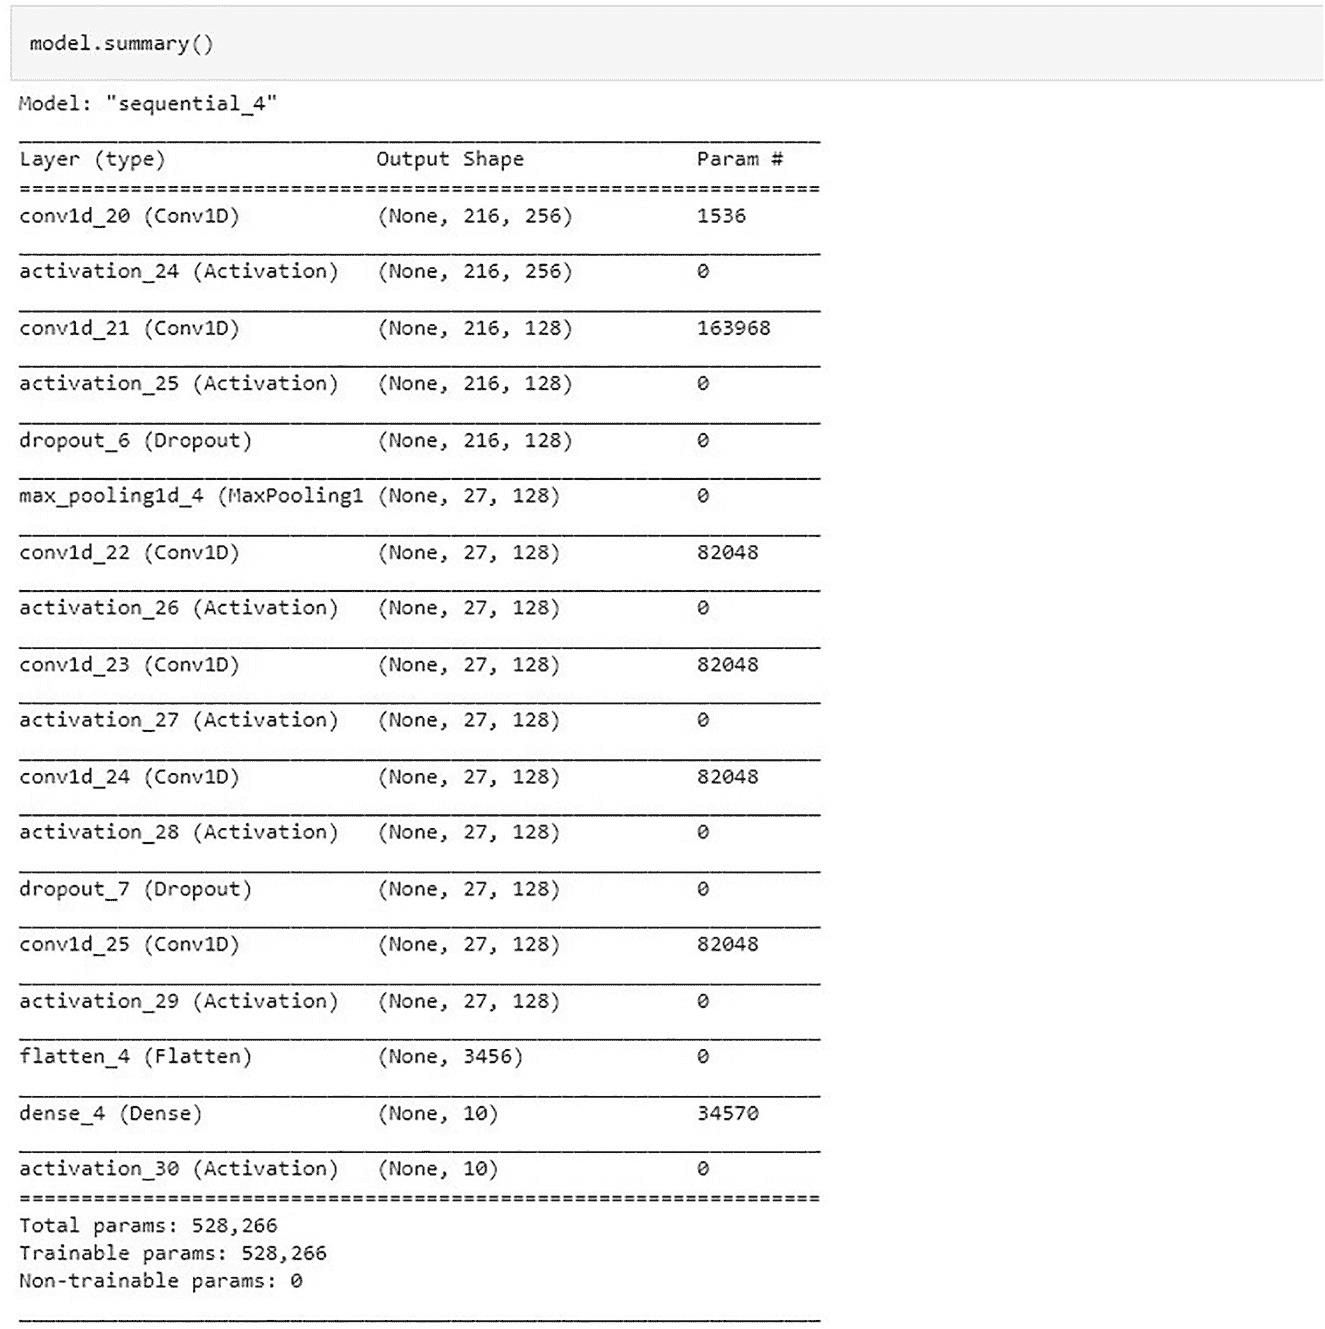 model.summary()
Model: "sequential_4"
Layer (type) Output Shape Param #
=================================================================
conv1d_20 (Conv1D) (None, 216, 256) 1536
activation_24 (Activation) (None, 216, 256) 0
conv1d_21 (Conv1D) (None, 216, 128) 163968
activation_25 (Activation) (None, 216, 128) 0
dropout_6 (Dropout) (None, 216, 128) 0
max_pooling1d_4 (MaxPooling1 (None, 27, 128) 0
conv1d_22 (Conv1D) (None, 27, 128) 82048
activation_26 (Activation) (None, 27, 128) 0
conv1d_23 (Conv1D) (None, 27, 128) 82048
activation_27 (Activation) (None, 27, 128) 0
conv1d_24 (Conv1D) (None, 27, 128) 82048
activation_28 (Activation) (None, 27, 128) 0
dropout_7 (Dropout) (None, 27, 128) 0
conv1d_25 (Conv1D) (None, 27, 128) 82048
activation_29 (Activation) (None, 27, 128) 0
flatten_4 (Flatten) (None, 3456) 0
dense_4 (Dense) (None, 10) 34570
activation_30 (Activation) (None, 10) 0
=================================================================
Total params: 528,266
Trainable params: 528,266
Non-trainable params: 0